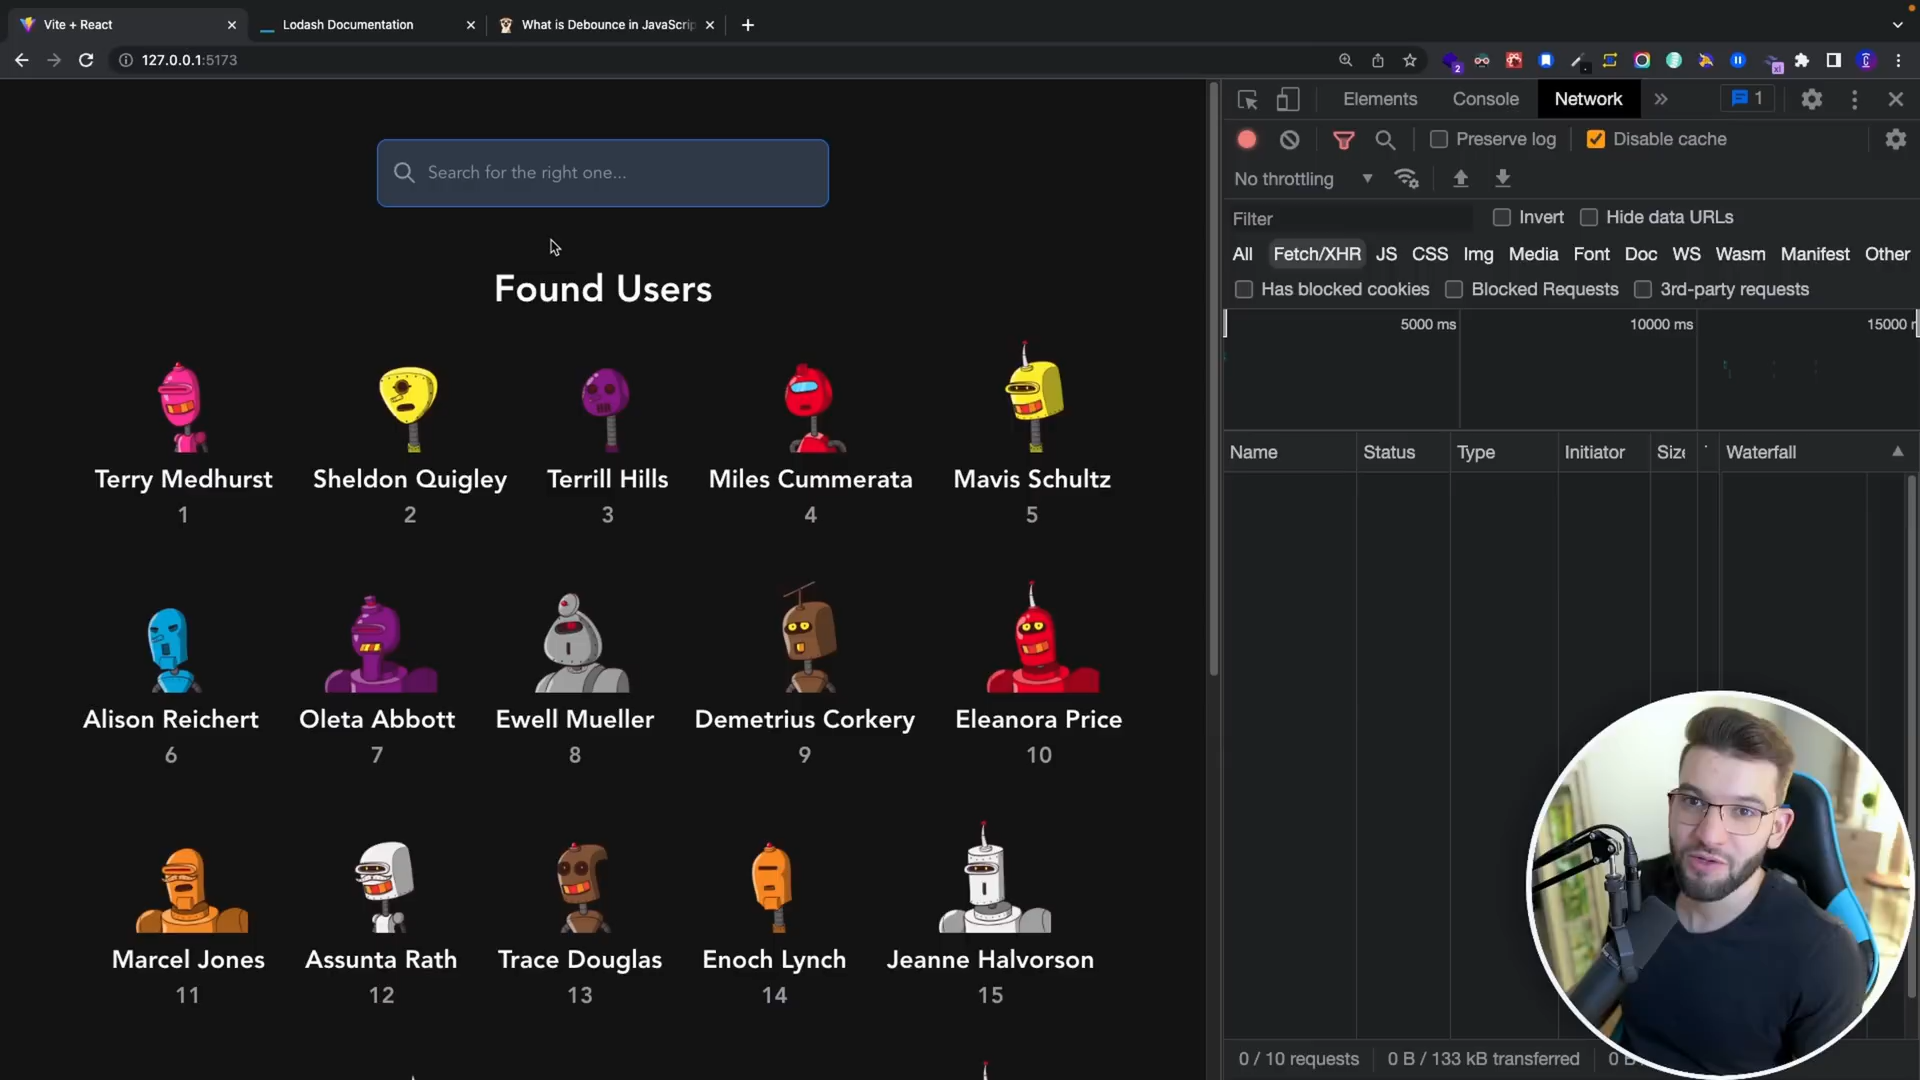 Vite + React
Lodash Documentation
What is Debounce in JavaScrip
127.0.0.1:5173
2
xl
Search for the right one...
Found Users
Terry Medhurst
1
Sheldon Quigley
2
Terrill Hills
3
Miles Cummerata
4
Mavis Schultz
5
Alison Reichert
6
Oleta Abbott
7
Ewell Mueller
8
Demetrius Corkery
9
Eleanora Price
10
Marcel Jones
11
Assunta Rath
12
Trace Douglas
13
Enoch Lynch
14
Jeanne Halvorson
15
Elements Console Network 1
Preserve log Disable cache
No throttling
Filter Invert Hide data URLs
All Fetch/XHR JS CSS Img Media Font Doc WS Wasm Manifest Other
Has blocked cookies Blocked Requests 3rd-party requests
5000 ms 10000 ms 15000
Name Status Type Initiator Size Waterfall
0 / 10 requests 0 B / 133 kB transferred 0